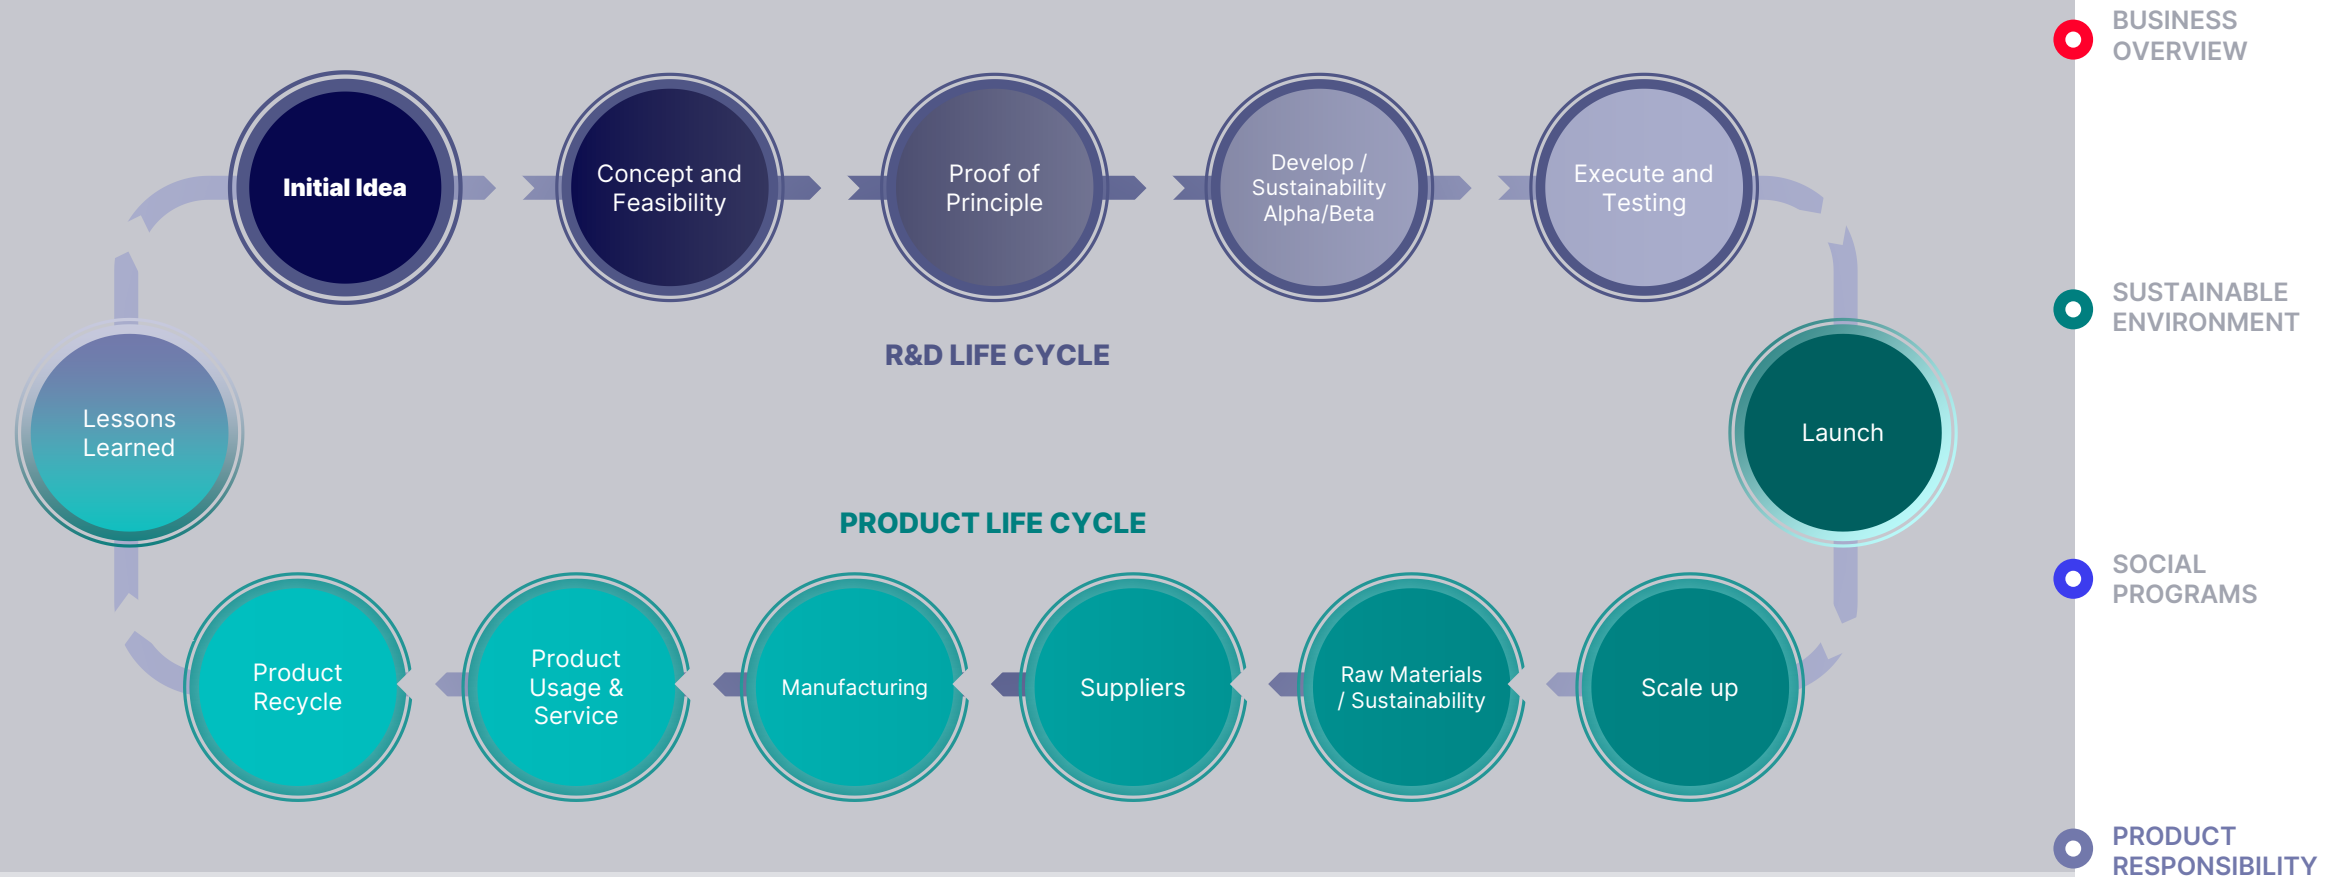 Initial Idea
Concept and
Feasibility
Proof of
Principle
Develop /
Sustainability
Alpha/Beta
Execute and
Testing
R&D LIFE CYCLE
Lessons
Learned
Launch
PRODUCT LIFE CYCLE
Product
Recycle
Product
Usage &
Service
Manufacturing
Suppliers
Raw Materials
/ Sustainability
Scale up
BUSINESS
OVERVIEW
SUSTAINABLE
ENVIRONMENT
SOCIAL
PROGRAMS
PRODUCT
RESPONSIBILITY